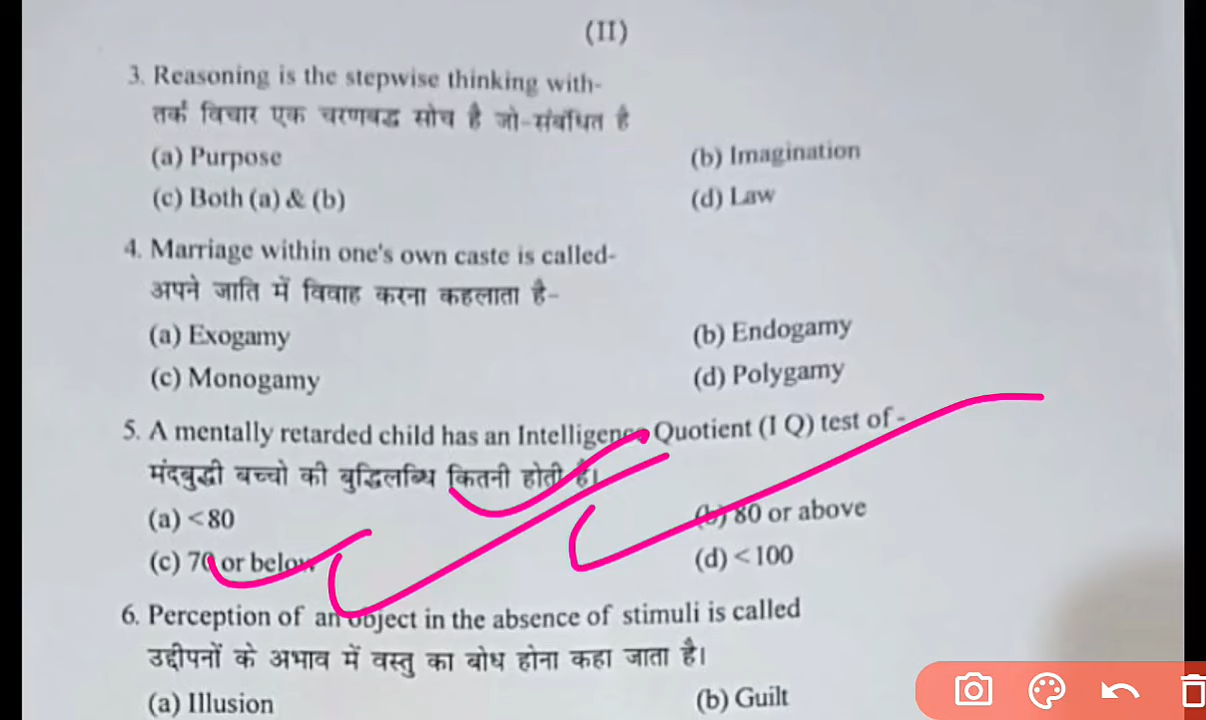 (II)
3. Reasoning is the stepwise thinking with-
तर्क विचार एक चरणबद्ध सोच है जो-संबंधित है
(a) Purpose (b) Imagination
(c) Both (a) & (b) (d) Law
4. Marriage within one's own caste is called-
अपने जाति में विवाह करना कहलाता है-
(a) Exogamy (b) Endogamy
(c) Monogamy (d) Polygamy
5. A mentally retarded child has an Intelligence Quotient (I Q) test of -
मंदबुद्धी बच्चो की बुद्धिलब्धि कितनी होती है।
(a) <80 (b) 80 or above
(c) 70 or below (d) <100
6. Perception of an object in the absence of stimuli is called
उद्दीपनों के अभाव में वस्तु का बोध होना कहा जाता है।
(a) Illusion (b) Guilt